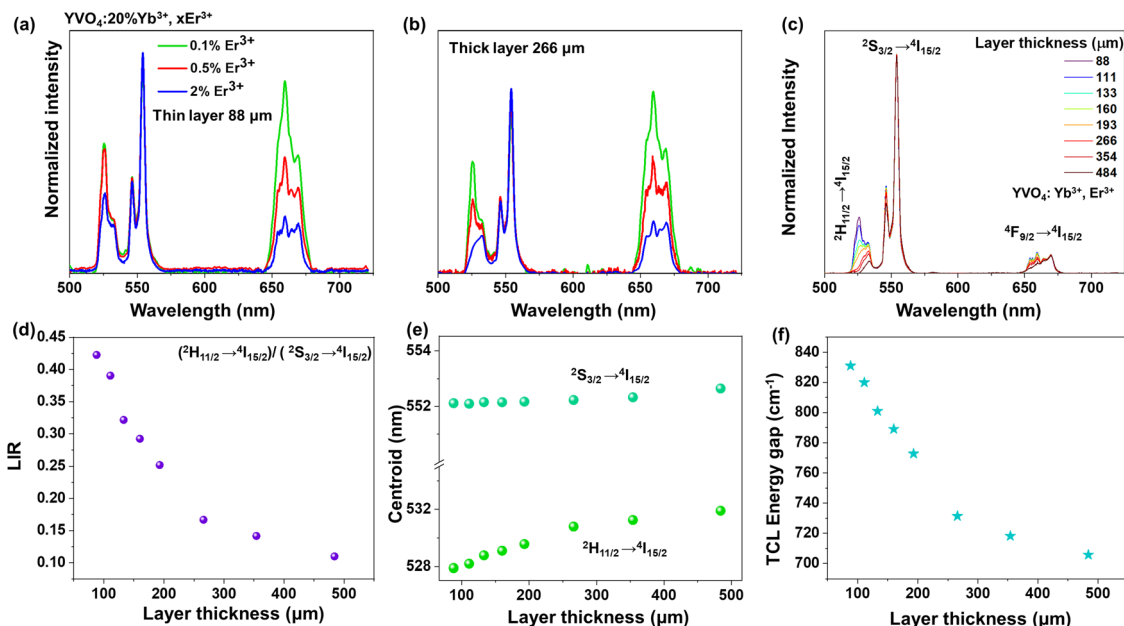 (a)
YVO₄:20%Yb³⁺, xEr³⁺
0.1% Er³⁺
0.5% Er³⁺
2% Er³⁺
Thin layer 88 µm
Normalized intensity
500 550 600 650 700
Wavelength (nm)
(b)
Thick layer 266 µm
500 550 600 650 700
Wavelength (nm)
(c)
²S₃/₂→⁴I₁₅/₂
Layer thickness (µm)
88
111
133
160
193
266
354
484
²H₁₁/₂→⁴I₁₅/₂
YVO₄: Yb³⁺, Er³⁺
⁴F₉/₂→⁴I₁₅/₂
Normalized Intensity
500 550 600 650 700
Wavelength (nm)
(d)
(²H₁₁/₂→⁴I₁₅/₂)/ ( ²S₃/₂→⁴I₁₅/₂)
0.45
0.40
0.35
0.30
0.25
0.20
0.15
0.10
LIR
100 200 300 400 500
Layer thickness (µm)
(e)
554
552
532
528
²S₃/₂→⁴I₁₅/₂
²H₁₁/₂→⁴I₁₅/₂
Centroid (nm)
100 200 300 400 500
Layer thickness (µm)
(f)
840
820
800
780
760
740
720
700
TCL Energy gap (cm⁻¹)
100 200 300 400 500
Layer thickness (µm)